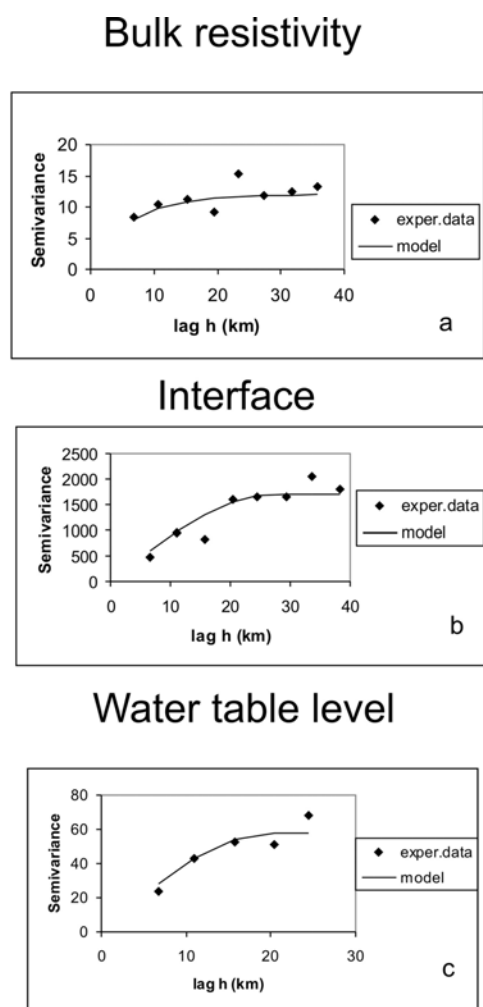 Bulk resistivity
20
15
10
5
0
Semivariance
0 10 20 30 40
lag h (km)
exper.data
model
a
Interface
2500
2000
1500
1000
500
0
Semivariance
0 10 20 30 40
lag h (km)
exper.data
model
b
Water table level
80
60
40
20
0
Semivariance
0 10 20 30
lag h (km)
exper.data
model
c